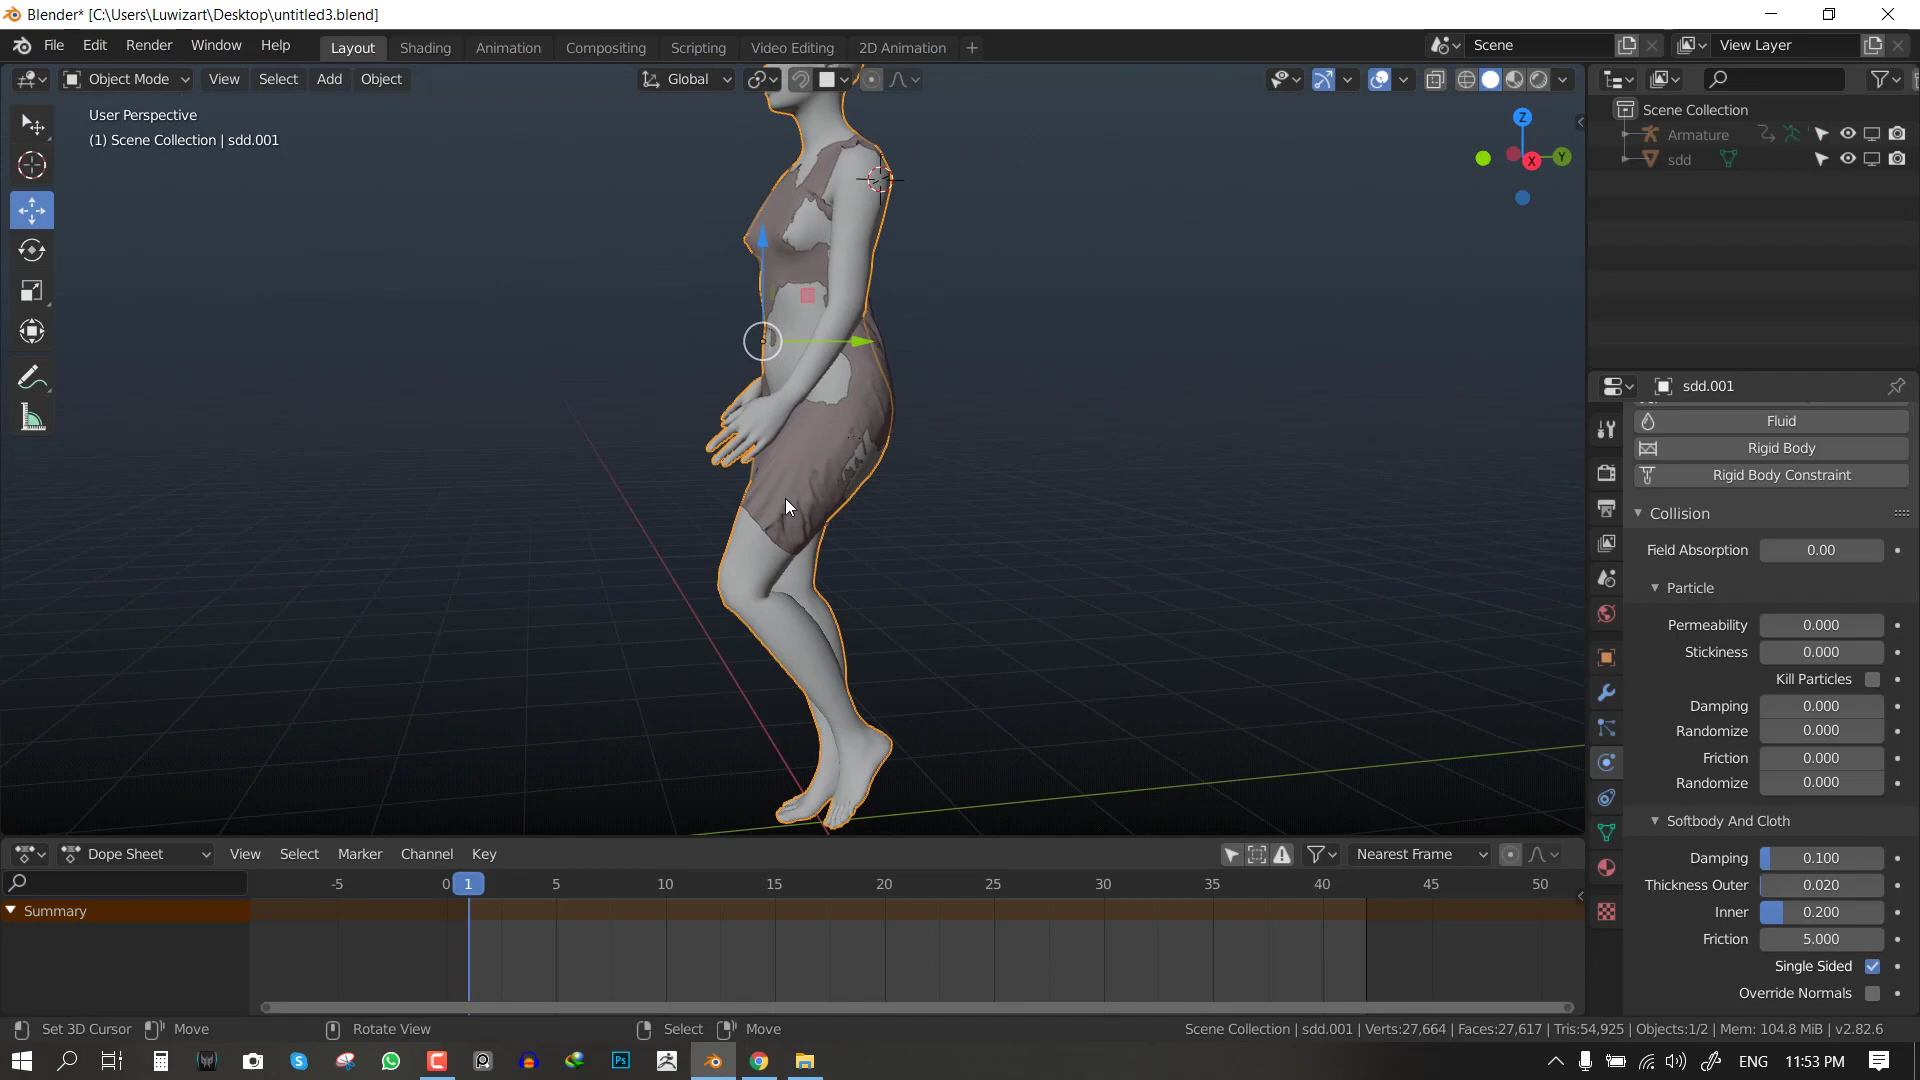 Blender* [C:\Users\Luwizart\Desktop\untitled3.blend]
File Edit Render Window Help
Layout Shading Animation Compositing Scripting Video Editing 2D Animation +
Scene View Layer
Object Mode View Select Add Object
Global
User Perspective
(1) Scene Collection | sdd.001
Z
X
Y
Scene Collection
Armature
sdd
sdd.001
Fluid
Rigid Body
Rigid Body Constraint
Collision
Field Absorption 0.00
Particle
Permeability 0.000
Stickiness 0.000
Kill Particles
Damping 0.000
Randomize 0.000
Friction 0.000
Randomize 0.000
Softbody And Cloth
Damping 0.100
Thickness Outer 0.020
Inner 0.200
Friction 5.000
Single Sided
Override Normals
Dope Sheet View Select Marker Channel Key
Nearest Frame
-5 0 1 5 10 15 20 25 30 35 40 45 50
Summary
Set 3D Cursor Move Rotate View Select Move
Scene Collection | sdd.001 | Verts:27,664 | Faces:27,617 | Tris:54,925 | Objects:1/2 | Mem: 104.8 MiB | v2.82.6
Ps
ENG 11:53 PM